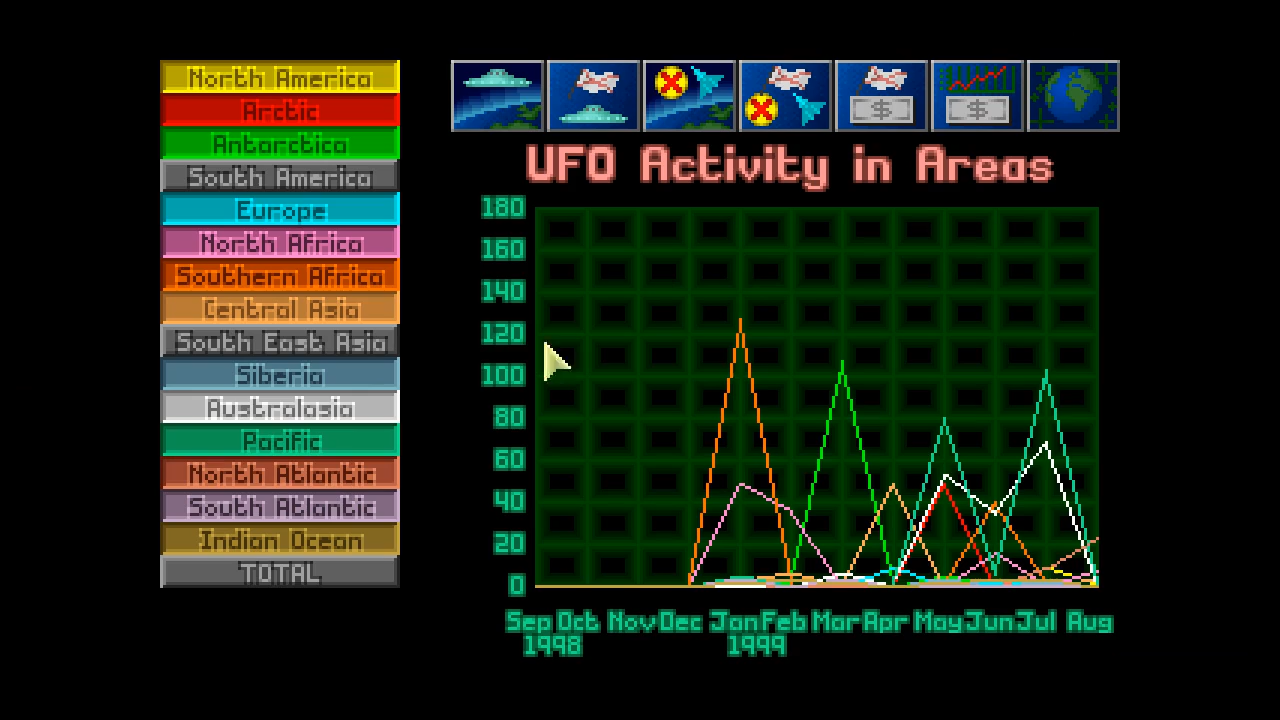 North America
Arctic
Antarctica
South America
Europe
North Africa
Southern Africa
Central Asia
South East Asia
Siberia
Australasia
Pacific
North Atlantic
South Atlantic
Indian Ocean
TOTAL
$ $
UFO Activity in Areas
180
160
140
120
100
80
60
40
20
0
Sep Oct Nov Dec Jan Feb Mar Apr May Jun Jul Aug
1998 1999